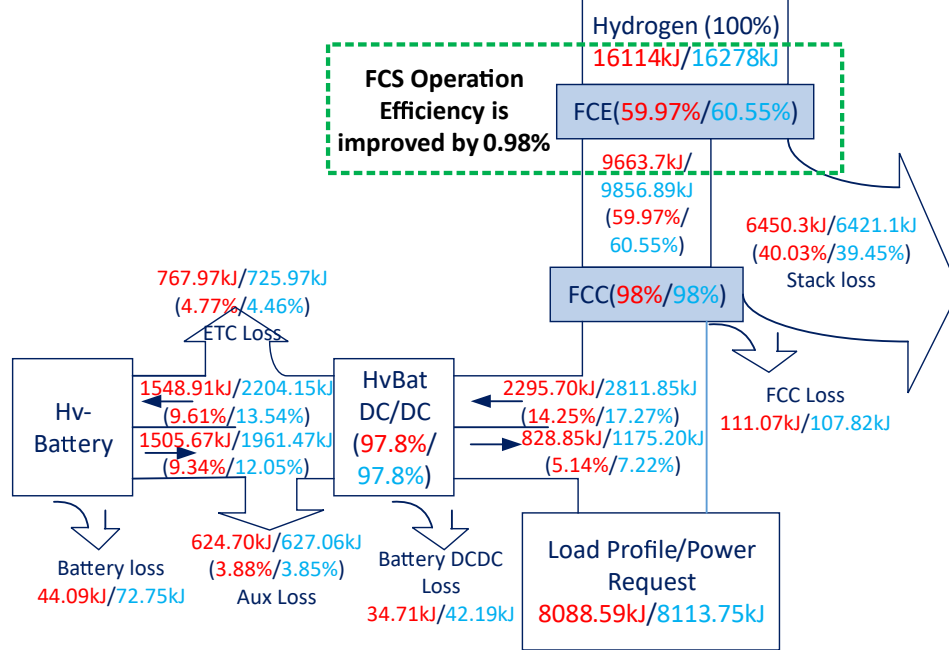 Hydrogen (100%)
16114kJ/16278kJ
FCS Operation
Efficiency is
improved by 0.98%
FCE(59.97%/60.55%)
9663.7kJ/
9856.89kJ
(59.97%/
60.55%)
6450.3kJ/6421.1kJ
(40.03%/39.45%)
Stack loss
FCC(98%/98%)
767.97kJ/725.97kJ
(4.77%/4.46%)
ETC Loss
FCC Loss
111.07kJ/107.82kJ
Hv-
Battery
1548.91kJ/2204.15kJ
(9.61%/13.54%)
1505.67kJ/1961.47kJ
(9.34%/12.05%)
HvBat
DC/DC
(97.8%/
97.8%)
2295.70kJ/2811.85kJ
(14.25%/17.27%)
828.85kJ/1175.20kJ
(5.14%/7.22%)
Battery loss
44.09kJ/72.75kJ
624.70kJ/627.06kJ
(3.88%/3.85%)
Aux Loss
Battery DCDC
Loss
34.71kJ/42.19kJ
Load Profile/Power
Request
8088.59kJ/8113.75kJ